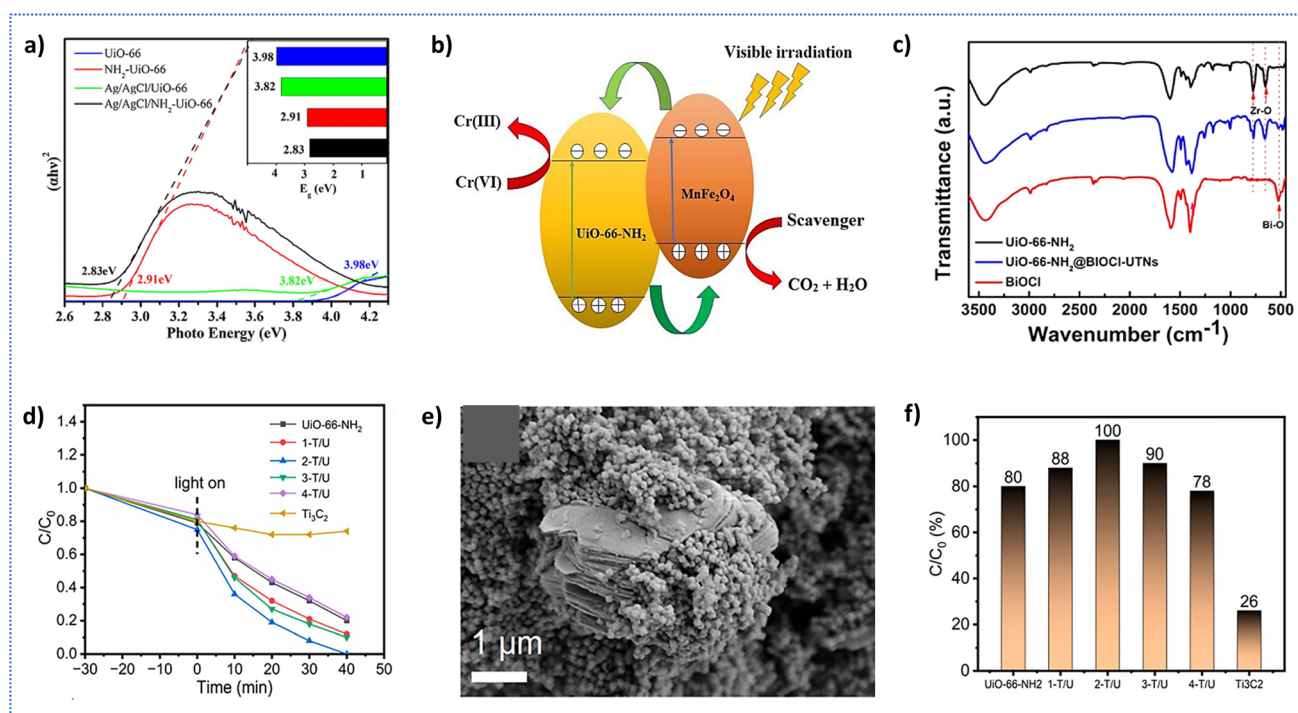 a)
UiO-66
NH₂-UiO-66
Ag/AgCl/UiO-66
Ag/AgCl/NH₂-UiO-66
3.98
3.82
2.91
2.83
4 3 2 1 0
E_g (eV)
(αhν)²
2.83eV
2.91eV
3.82eV
3.98eV
2.6 2.8 3.0 3.2 3.4 3.6 3.8 4.0 4.2
Photo Energy (eV)
b)
Visible irradiation
Cr(III)
Cr(VI)
MnFe₂O₄
UiO-66-NH₂
Scavenger
CO₂ + H₂O
c)
Transmittance (a.u.)
Zr-O
Bi-O
UiO-66-NH₂
UiO-66-NH₂@BIOCI-UTNs
BiOCl
3500 3000 2500 2000 1500 1000 500
Wavenumber (cm⁻¹)
d)
UiO-66-NH₂
1-T/U
2-T/U
3-T/U
4-T/U
Ti₃C₂
light on
C/C₀
1.4
1.2
1.0
0.8
0.6
0.4
0.2
0.0
-30 -20 -10 0 10 20 30 40 50
Time (min)
e)
1 μm
f)
C/C₀ (%)
100
80
60
40
20
0
80
88
100
90
78
26
UiO-66-NH2 1-T/U 2-T/U 3-T/U 4-T/U Ti3C2